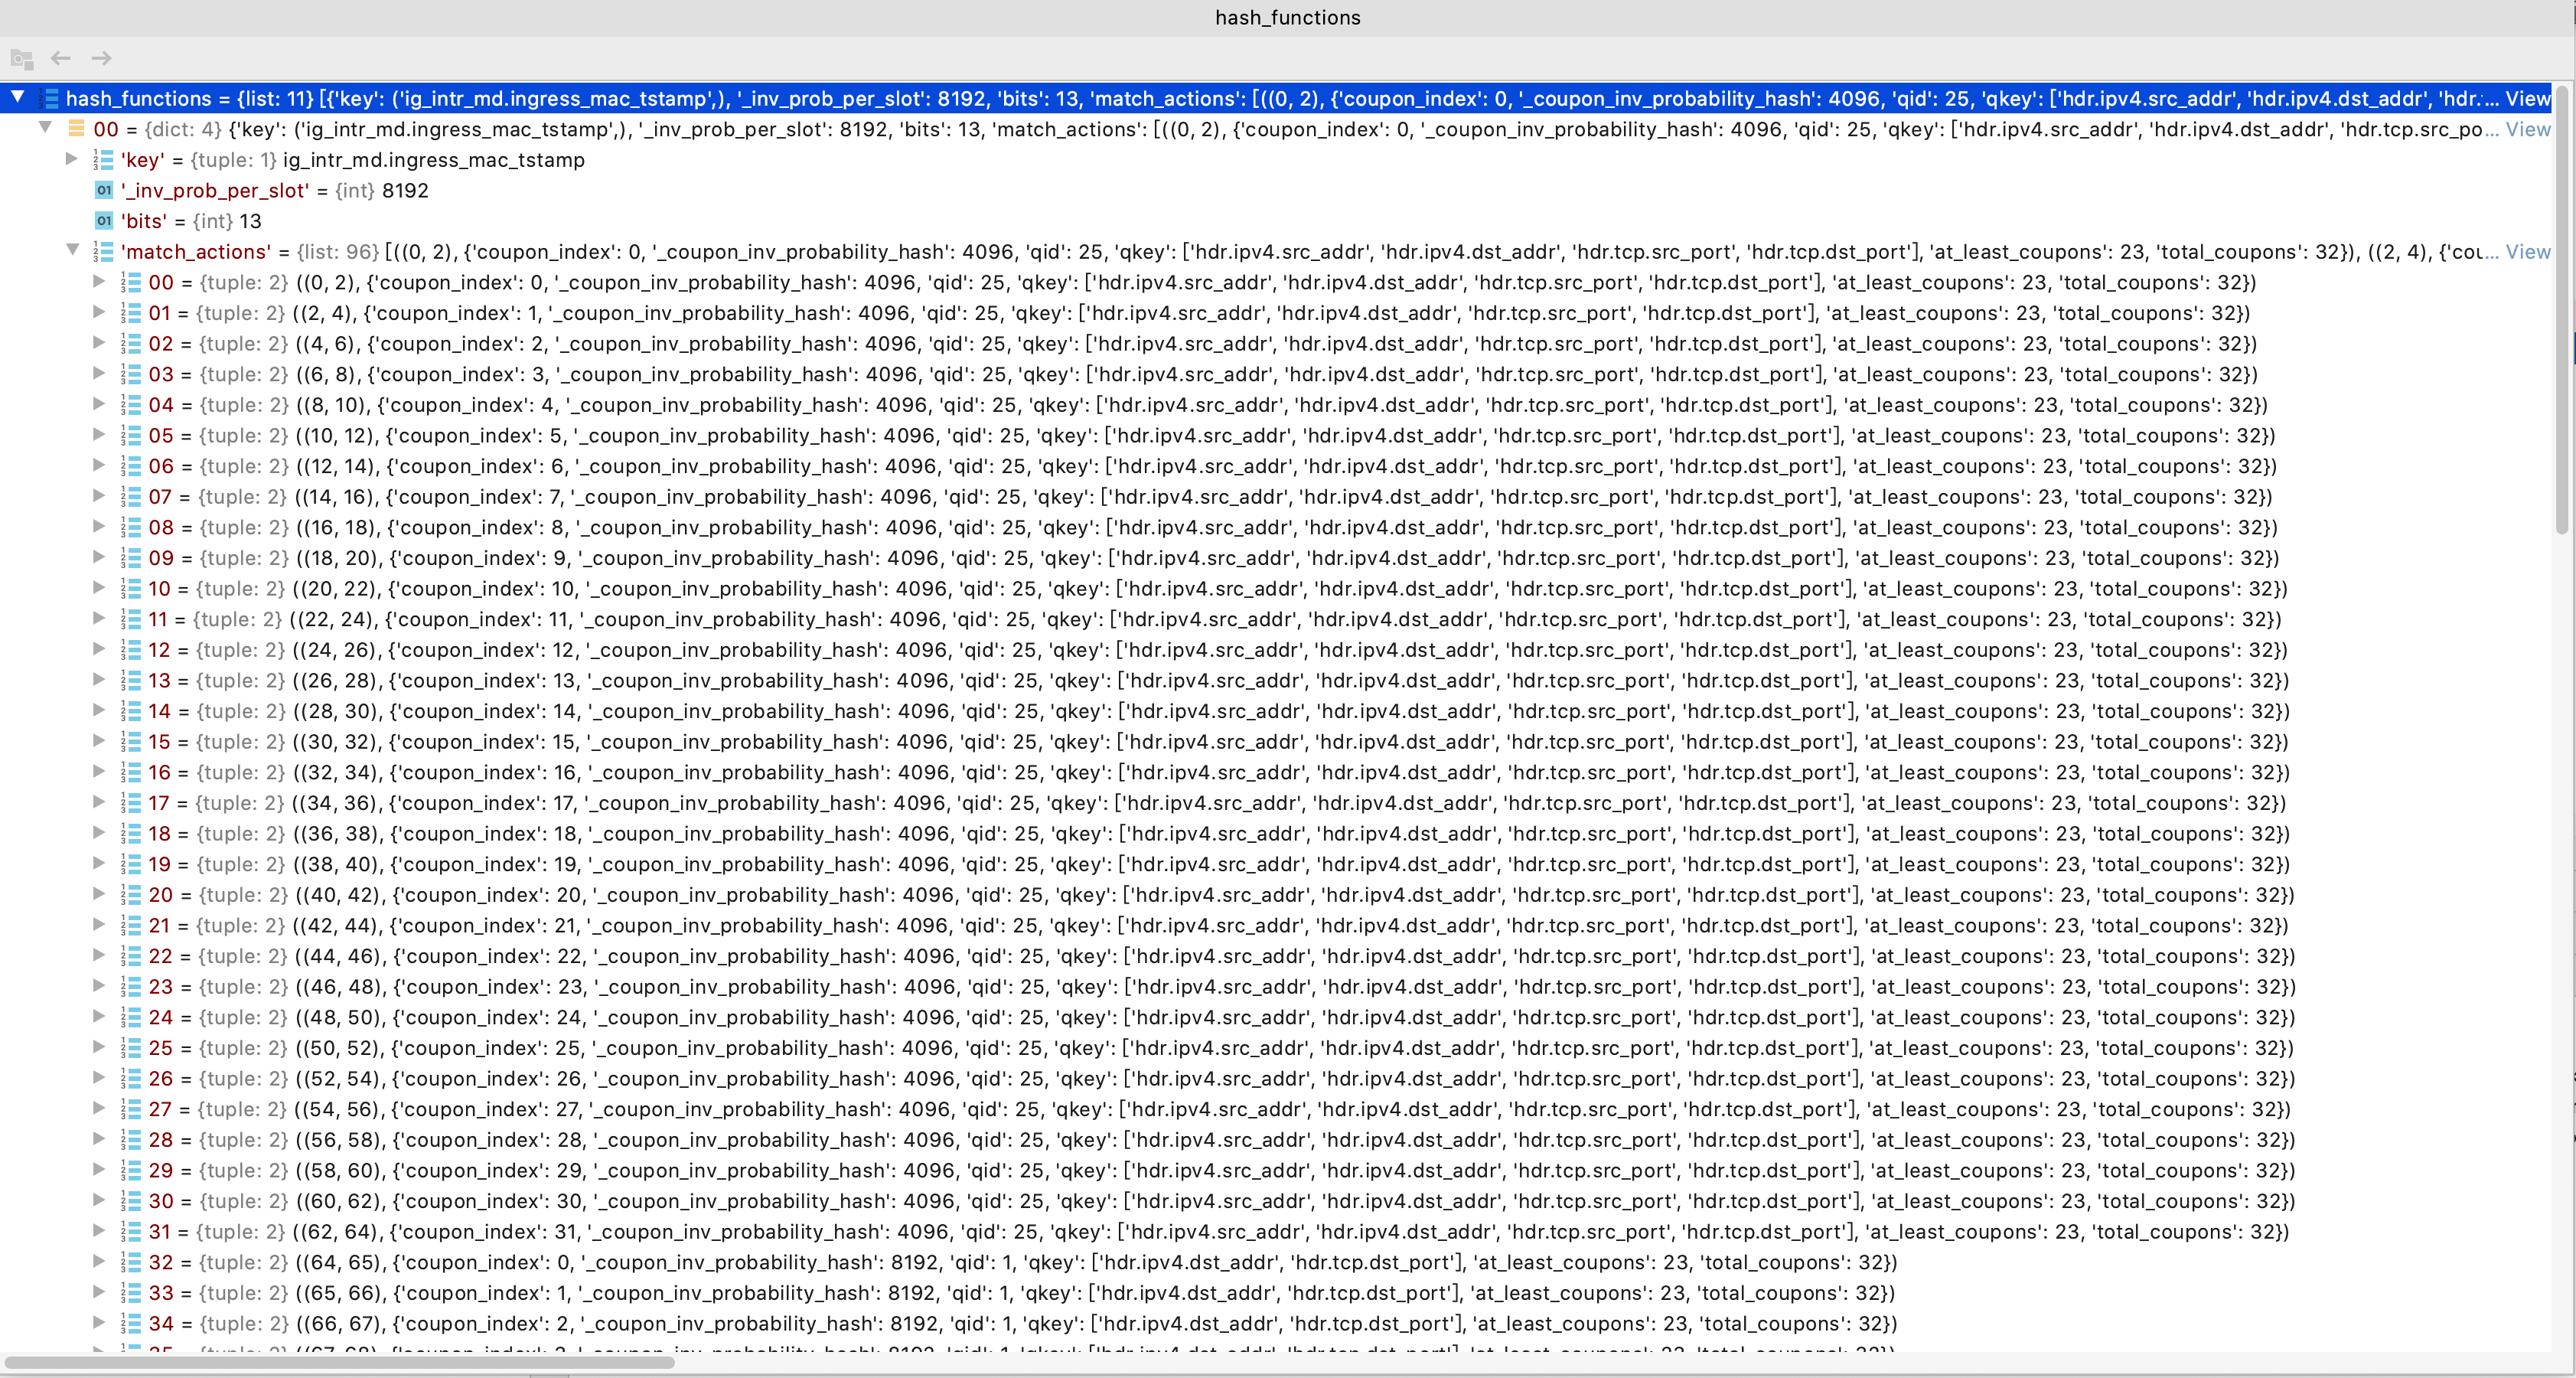 hash_functions
hash_functions = {list: 11} [{'key': ('ig_intr_md.ingress_mac_tstamp',), '_inv_prob_per_slot': 8192, 'bits': 13, 'match_actions': [((0, 2), {'coupon_index': 0, '_coupon_inv_probability_hash': 4096, 'qid': 25, 'qkey': ['hdr.ipv4.src_addr', 'hdr.ipv4.dst_addr', 'hdr.'... View
00 = {dict: 4} {'key': ('ig_intr_md.ingress_mac_tstamp',), '_inv_prob_per_slot': 8192, 'bits': 13, 'match_actions': [((0, 2), {'coupon_index': 0, '_coupon_inv_probability_hash': 4096, 'qid': 25, 'qkey': ['hdr.ipv4.src_addr', 'hdr.ipv4.dst_addr', 'hdr.tcp.src_po... View
'key' = {tuple: 1} ig_intr_md.ingress_mac_tstamp
'_inv_prob_per_slot' = {int} 8192
'bits' = {int} 13
'match_actions' = {list: 96} [((0, 2), {'coupon_index': 0, '_coupon_inv_probability_hash': 4096, 'qid': 25, 'qkey': ['hdr.ipv4.src_addr', 'hdr.ipv4.dst_addr', 'hdr.tcp.src_port', 'hdr.tcp.dst_port'], 'at_least_coupons': 23, 'total_coupons': 32}), ((2, 4), {'cou... View
00 = {tuple: 2} ((0, 2), {'coupon_index': 0, '_coupon_inv_probability_hash': 4096, 'qid': 25, 'qkey': ['hdr.ipv4.src_addr', 'hdr.ipv4.dst_addr', 'hdr.tcp.src_port', 'hdr.tcp.dst_port'], 'at_least_coupons': 23, 'total_coupons': 32})
01 = {tuple: 2} ((2, 4), {'coupon_index': 1, '_coupon_inv_probability_hash': 4096, 'qid': 25, 'qkey': ['hdr.ipv4.src_addr', 'hdr.ipv4.dst_addr', 'hdr.tcp.src_port', 'hdr.tcp.dst_port'], 'at_least_coupons': 23, 'total_coupons': 32})
02 = {tuple: 2} ((4, 6), {'coupon_index': 2, '_coupon_inv_probability_hash': 4096, 'qid': 25, 'qkey': ['hdr.ipv4.src_addr', 'hdr.ipv4.dst_addr', 'hdr.tcp.src_port', 'hdr.tcp.dst_port'], 'at_least_coupons': 23, 'total_coupons': 32})
03 = {tuple: 2} ((6, 8), {'coupon_index': 3, '_coupon_inv_probability_hash': 4096, 'qid': 25, 'qkey': ['hdr.ipv4.src_addr', 'hdr.ipv4.dst_addr', 'hdr.tcp.src_port', 'hdr.tcp.dst_port'], 'at_least_coupons': 23, 'total_coupons': 32})
04 = {tuple: 2} ((8, 10), {'coupon_index': 4, '_coupon_inv_probability_hash': 4096, 'qid': 25, 'qkey': ['hdr.ipv4.src_addr', 'hdr.ipv4.dst_addr', 'hdr.tcp.src_port', 'hdr.tcp.dst_port'], 'at_least_coupons': 23, 'total_coupons': 32})
05 = {tuple: 2} ((10, 12), {'coupon_index': 5, '_coupon_inv_probability_hash': 4096, 'qid': 25, 'qkey': ['hdr.ipv4.src_addr', 'hdr.ipv4.dst_addr', 'hdr.tcp.src_port', 'hdr.tcp.dst_port'], 'at_least_coupons': 23, 'total_coupons': 32})
06 = {tuple: 2} ((12, 14), {'coupon_index': 6, '_coupon_inv_probability_hash': 4096, 'qid': 25, 'qkey': ['hdr.ipv4.src_addr', 'hdr.ipv4.dst_addr', 'hdr.tcp.src_port', 'hdr.tcp.dst_port'], 'at_least_coupons': 23, 'total_coupons': 32})
07 = {tuple: 2} ((14, 16), {'coupon_index': 7, '_coupon_inv_probability_hash': 4096, 'qid': 25, 'qkey': ['hdr.ipv4.src_addr', 'hdr.ipv4.dst_addr', 'hdr.tcp.src_port', 'hdr.tcp.dst_port'], 'at_least_coupons': 23, 'total_coupons': 32})
08 = {tuple: 2} ((16, 18), {'coupon_index': 8, '_coupon_inv_probability_hash': 4096, 'qid': 25, 'qkey': ['hdr.ipv4.src_addr', 'hdr.ipv4.dst_addr', 'hdr.tcp.src_port', 'hdr.tcp.dst_port'], 'at_least_coupons': 23, 'total_coupons': 32})
09 = {tuple: 2} ((18, 20), {'coupon_index': 9, '_coupon_inv_probability_hash': 4096, 'qid': 25, 'qkey': ['hdr.ipv4.src_addr', 'hdr.ipv4.dst_addr', 'hdr.tcp.src_port', 'hdr.tcp.dst_port'], 'at_least_coupons': 23, 'total_coupons': 32})
10 = {tuple: 2} ((20, 22), {'coupon_index': 10, '_coupon_inv_probability_hash': 4096, 'qid': 25, 'qkey': ['hdr.ipv4.src_addr', 'hdr.ipv4.dst_addr', 'hdr.tcp.src_port', 'hdr.tcp.dst_port'], 'at_least_coupons': 23, 'total_coupons': 32})
11 = {tuple: 2} ((22, 24), {'coupon_index': 11, '_coupon_inv_probability_hash': 4096, 'qid': 25, 'qkey': ['hdr.ipv4.src_addr', 'hdr.ipv4.dst_addr', 'hdr.tcp.src_port', 'hdr.tcp.dst_port'], 'at_least_coupons': 23, 'total_coupons': 32})
12 = {tuple: 2} ((24, 26), {'coupon_index': 12, '_coupon_inv_probability_hash': 4096, 'qid': 25, 'qkey': ['hdr.ipv4.src_addr', 'hdr.ipv4.dst_addr', 'hdr.tcp.src_port', 'hdr.tcp.dst_port'], 'at_least_coupons': 23, 'total_coupons': 32})
13 = {tuple: 2} ((26, 28), {'coupon_index': 13, '_coupon_inv_probability_hash': 4096, 'qid': 25, 'qkey': ['hdr.ipv4.src_addr', 'hdr.ipv4.dst_addr', 'hdr.tcp.src_port', 'hdr.tcp.dst_port'], 'at_least_coupons': 23, 'total_coupons': 32})
14 = {tuple: 2} ((28, 30), {'coupon_index': 14, '_coupon_inv_probability_hash': 4096, 'qid': 25, 'qkey': ['hdr.ipv4.src_addr', 'hdr.ipv4.dst_addr', 'hdr.tcp.src_port', 'hdr.tcp.dst_port'], 'at_least_coupons': 23, 'total_coupons': 32})
15 = {tuple: 2} ((30, 32), {'coupon_index': 15, '_coupon_inv_probability_hash': 4096, 'qid': 25, 'qkey': ['hdr.ipv4.src_addr', 'hdr.ipv4.dst_addr', 'hdr.tcp.src_port', 'hdr.tcp.dst_port'], 'at_least_coupons': 23, 'total_coupons': 32})
16 = {tuple: 2} ((32, 34), {'coupon_index': 16, '_coupon_inv_probability_hash': 4096, 'qid': 25, 'qkey': ['hdr.ipv4.src_addr', 'hdr.ipv4.dst_addr', 'hdr.tcp.src_port', 'hdr.tcp.dst_port'], 'at_least_coupons': 23, 'total_coupons': 32})
17 = {tuple: 2} ((34, 36), {'coupon_index': 17, '_coupon_inv_probability_hash': 4096, 'qid': 25, 'qkey': ['hdr.ipv4.src_addr', 'hdr.ipv4.dst_addr', 'hdr.tcp.src_port', 'hdr.tcp.dst_port'], 'at_least_coupons': 23, 'total_coupons': 32})
18 = {tuple: 2} ((36, 38), {'coupon_index': 18, '_coupon_inv_probability_hash': 4096, 'qid': 25, 'qkey': ['hdr.ipv4.src_addr', 'hdr.ipv4.dst_addr', 'hdr.tcp.src_port', 'hdr.tcp.dst_port'], 'at_least_coupons': 23, 'total_coupons': 32})
19 = {tuple: 2} ((38, 40), {'coupon_index': 19, '_coupon_inv_probability_hash': 4096, 'qid': 25, 'qkey': ['hdr.ipv4.src_addr', 'hdr.ipv4.dst_addr', 'hdr.tcp.src_port', 'hdr.tcp.dst_port'], 'at_least_coupons': 23, 'total_coupons': 32})
20 = {tuple: 2} ((40, 42), {'coupon_index': 20, '_coupon_inv_probability_hash': 4096, 'qid': 25, 'qkey': ['hdr.ipv4.src_addr', 'hdr.ipv4.dst_addr', 'hdr.tcp.src_port', 'hdr.tcp.dst_port'], 'at_least_coupons': 23, 'total_coupons': 32})
21 = {tuple: 2} ((42, 44), {'coupon_index': 21, '_coupon_inv_probability_hash': 4096, 'qid': 25, 'qkey': ['hdr.ipv4.src_addr', 'hdr.ipv4.dst_addr', 'hdr.tcp.src_port', 'hdr.tcp.dst_port'], 'at_least_coupons': 23, 'total_coupons': 32})
22 = {tuple: 2} ((44, 46), {'coupon_index': 22, '_coupon_inv_probability_hash': 4096, 'qid': 25, 'qkey': ['hdr.ipv4.src_addr', 'hdr.ipv4.dst_addr', 'hdr.tcp.src_port', 'hdr.tcp.dst_port'], 'at_least_coupons': 23, 'total_coupons': 32})
23 = {tuple: 2} ((46, 48), {'coupon_index': 23, '_coupon_inv_probability_hash': 4096, 'qid': 25, 'qkey': ['hdr.ipv4.src_addr', 'hdr.ipv4.dst_addr', 'hdr.tcp.src_port', 'hdr.tcp.dst_port'], 'at_least_coupons': 23, 'total_coupons': 32})
24 = {tuple: 2} ((48, 50), {'coupon_index': 24, '_coupon_inv_probability_hash': 4096, 'qid': 25, 'qkey': ['hdr.ipv4.src_addr', 'hdr.ipv4.dst_addr', 'hdr.tcp.src_port', 'hdr.tcp.dst_port'], 'at_least_coupons': 23, 'total_coupons': 32})
25 = {tuple: 2} ((50, 52), {'coupon_index': 25, '_coupon_inv_probability_hash': 4096, 'qid': 25, 'qkey': ['hdr.ipv4.src_addr', 'hdr.ipv4.dst_addr', 'hdr.tcp.src_port', 'hdr.tcp.dst_port'], 'at_least_coupons': 23, 'total_coupons': 32})
26 = {tuple: 2} ((52, 54), {'coupon_index': 26, '_coupon_inv_probability_hash': 4096, 'qid': 25, 'qkey': ['hdr.ipv4.src_addr', 'hdr.ipv4.dst_addr', 'hdr.tcp.src_port', 'hdr.tcp.dst_port'], 'at_least_coupons': 23, 'total_coupons': 32})
27 = {tuple: 2} ((54, 56), {'coupon_index': 27, '_coupon_inv_probability_hash': 4096, 'qid': 25, 'qkey': ['hdr.ipv4.src_addr', 'hdr.ipv4.dst_addr', 'hdr.tcp.src_port', 'hdr.tcp.dst_port'], 'at_least_coupons': 23, 'total_coupons': 32})
28 = {tuple: 2} ((56, 58), {'coupon_index': 28, '_coupon_inv_probability_hash': 4096, 'qid': 25, 'qkey': ['hdr.ipv4.src_addr', 'hdr.ipv4.dst_addr', 'hdr.tcp.src_port', 'hdr.tcp.dst_port'], 'at_least_coupons': 23, 'total_coupons': 32})
29 = {tuple: 2} ((58, 60), {'coupon_index': 29, '_coupon_inv_probability_hash': 4096, 'qid': 25, 'qkey': ['hdr.ipv4.src_addr', 'hdr.ipv4.dst_addr', 'hdr.tcp.src_port', 'hdr.tcp.dst_port'], 'at_least_coupons': 23, 'total_coupons': 32})
30 = {tuple: 2} ((60, 62), {'coupon_index': 30, '_coupon_inv_probability_hash': 4096, 'qid': 25, 'qkey': ['hdr.ipv4.src_addr', 'hdr.ipv4.dst_addr', 'hdr.tcp.src_port', 'hdr.tcp.dst_port'], 'at_least_coupons': 23, 'total_coupons': 32})
31 = {tuple: 2} ((62, 64), {'coupon_index': 31, '_coupon_inv_probability_hash': 4096, 'qid': 25, 'qkey': ['hdr.ipv4.src_addr', 'hdr.ipv4.dst_addr', 'hdr.tcp.src_port', 'hdr.tcp.dst_port'], 'at_least_coupons': 23, 'total_coupons': 32})
32 = {tuple: 2} ((64, 65), {'coupon_index': 0, '_coupon_inv_probability_hash': 8192, 'qid': 1, 'qkey': ['hdr.ipv4.dst_addr', 'hdr.tcp.dst_port'], 'at_least_coupons': 23, 'total_coupons': 32})
33 = {tuple: 2} ((65, 66), {'coupon_index': 1, '_coupon_inv_probability_hash': 8192, 'qid': 1, 'qkey': ['hdr.ipv4.dst_addr', 'hdr.tcp.dst_port'], 'at_least_coupons': 23, 'total_coupons': 32})
34 = {tuple: 2} ((66, 67), {'coupon_index': 2, '_coupon_inv_probability_hash': 8192, 'qid': 1, 'qkey': ['hdr.ipv4.dst_addr', 'hdr.tcp.dst_port'], 'at_least_coupons': 23, 'total_coupons': 32})